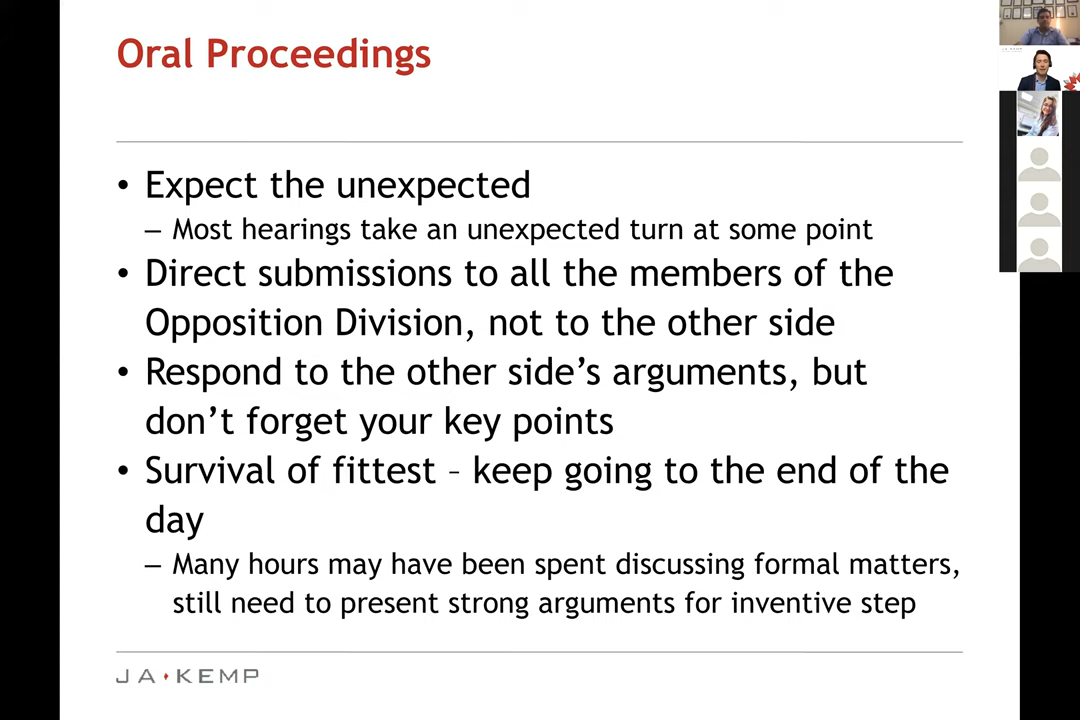 Oral Proceedings
• Expect the unexpected
– Most hearings take an unexpected turn at some point
• Direct submissions to all the members of the
Opposition Division, not to the other side
• Respond to the other side’s arguments, but
don’t forget your key points
• Survival of fittest – keep going to the end of the
day
– Many hours may have been spent discussing formal matters,
still need to present strong arguments for inventive step
JA KEMP